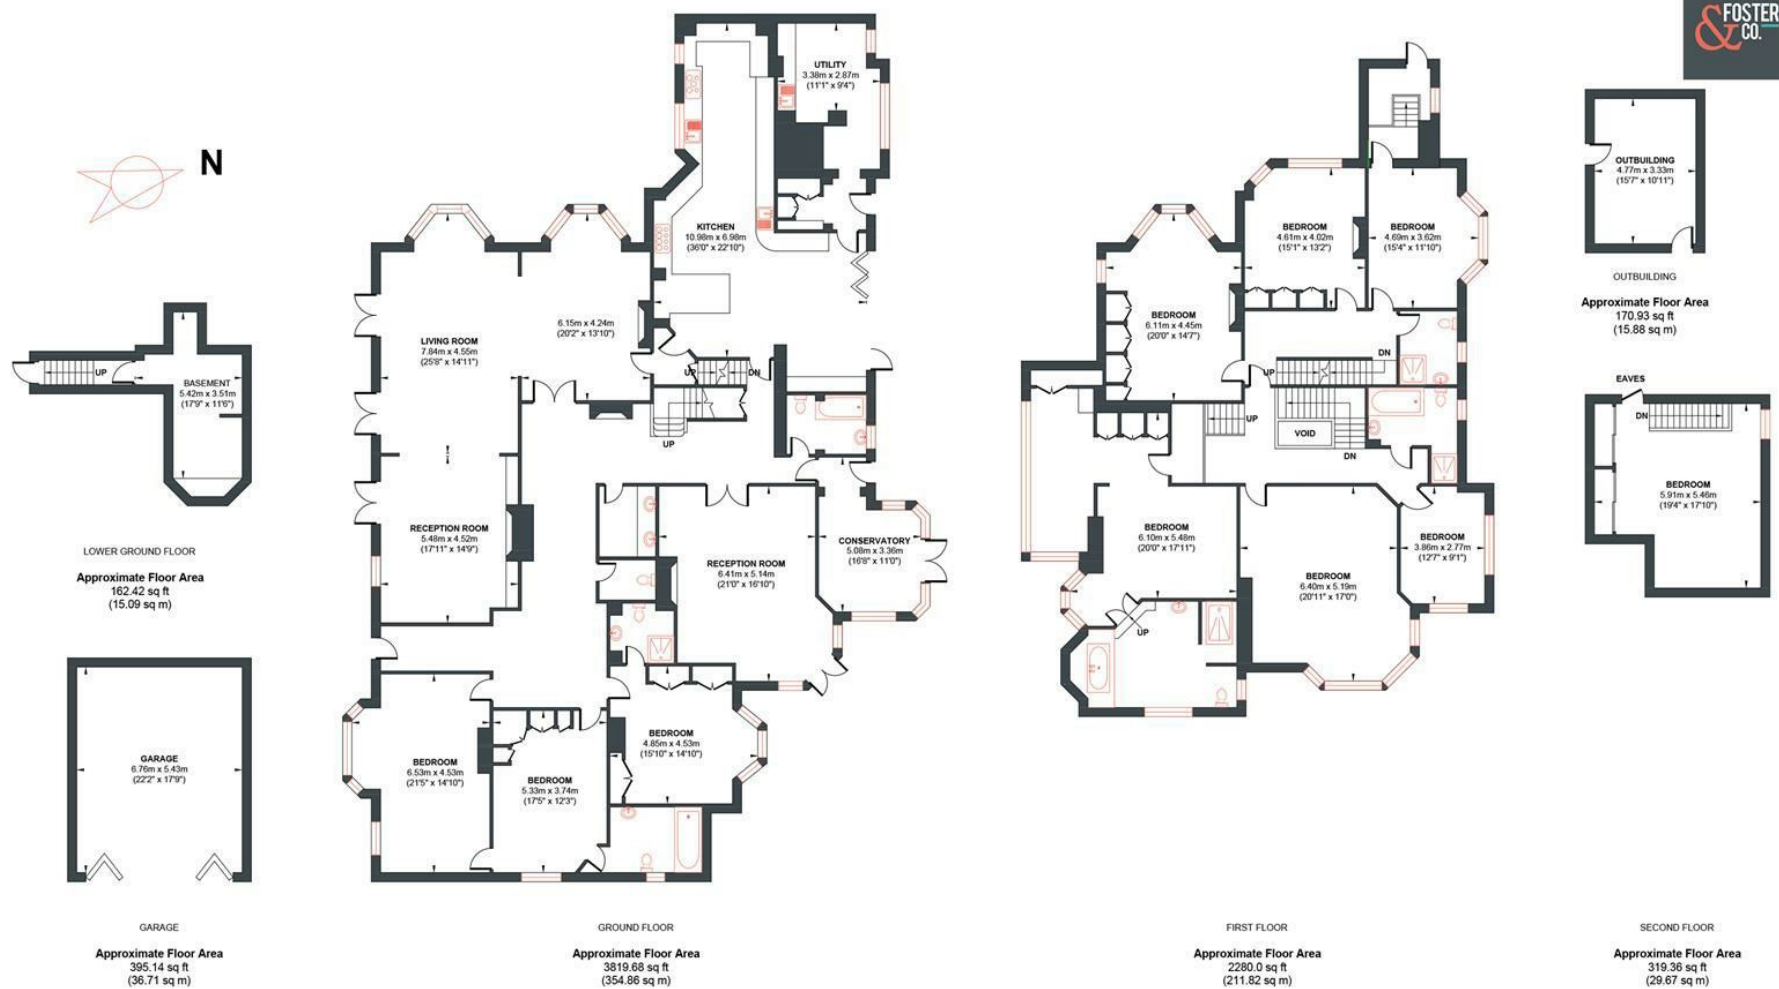 & FOSTER
CO.
N
UP
BASEMENT
5.42m x 3.51m
(17'9" x 11'6")
LOWER GROUND FLOOR
Approximate Floor Area
162.42 sq ft
(15.09 sq m)
GARAGE
6.76m x 5.43m
(22'2" x 17'9")
GARAGE
Approximate Floor Area
395.14 sq ft
(36.71 sq m)
UTILITY
3.38m x 2.87m
(11'1" x 9'4")
KITCHEN
10.98m x 6.98m
(36'0" x 22'10")
6.15m x 4.24m
(20'2" x 13'10")
LIVING ROOM
7.84m x 4.55m
(25'8" x 14'11")
UP
DN
UP
RECEPTION ROOM
5.48m x 4.52m
(17'11" x 14'9")
RECEPTION ROOM
6.41m x 5.14m
(21'0" x 16'10")
CONSERVATORY
5.08m x 3.36m
(16'8" x 11'0")
BEDROOM
6.53m x 4.53m
(21'5" x 14'10")
BEDROOM
5.33m x 3.74m
(17'5" x 12'3")
BEDROOM
4.85m x 4.53m
(15'10" x 14'10")
GROUND FLOOR
Approximate Floor Area
3819.68 sq ft
(354.86 sq m)
BEDROOM
4.61m x 4.02m
(15'1" x 13'2")
BEDROOM
4.69m x 3.62m
(15'4" x 11'10")
BEDROOM
6.11m x 4.45m
(20'0" x 14'7")
DN
UP
UP
VOID
DN
BEDROOM
6.10m x 5.48m
(20'0" x 17'11")
BEDROOM
6.40m x 5.19m
(20'11" x 17'0")
BEDROOM
3.86m x 2.77m
(12'7" x 9'1")
UP
FIRST FLOOR
Approximate Floor Area
2280.0 sq ft
(211.82 sq m)
OUTBUILDING
4.77m x 3.33m
(15'7" x 10'11")
OUTBUILDING
Approximate Floor Area
170.93 sq ft
(15.88 sq m)
EAVES
DN
BEDROOM
5.91m x 5.46m
(19'4" x 17'10")
SECOND FLOOR
Approximate Floor Area
319.36 sq ft
(29.67 sq m)